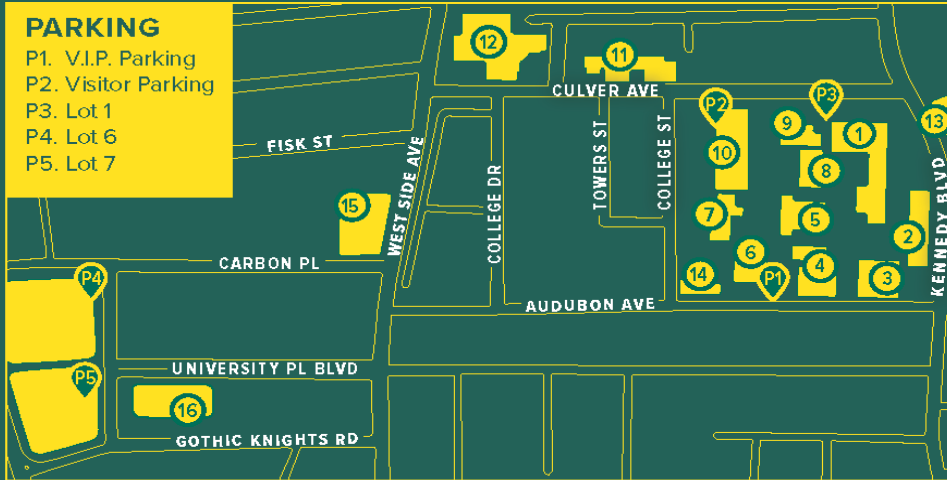 PARKING
P1. V.I.P. Parking
P2. Visitor Parking
P3. Lot 1
P4. Lot 6
P5. Lot 7
12
11
CULVER AVE
P2
P3
13
9
1
FISK ST
10
8
WEST SIDE AVE
COLLEGE DR
TOWERS ST
COLLEGE ST
KENNEDY BLVD
15
7
5
2
CARBON PL
6
4
P4
14
P1
3
AUDUBON AVE
UNIVERSITY PL BLVD
P5
16
GOTHIC KNIGHTS RD